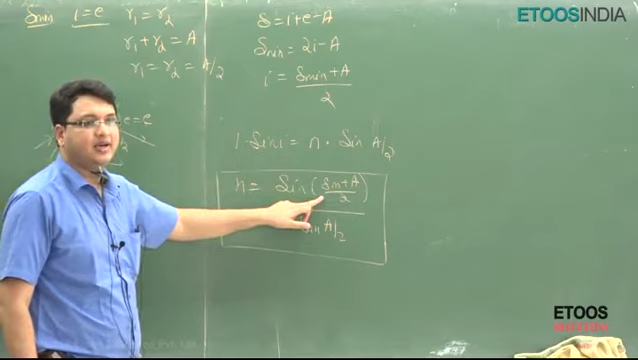 δmin i=e r₁=r₂
r₁+r₂=A
r₁=r₂=A/2
i=e
δ=i+e-A
δmin=2i-A
i = (δmin+A)/2
1·Sin i = n · Sin A/2
n = Sin((δm+A)/2)
Sin A/2
ETOOSINDIA
ETOOS